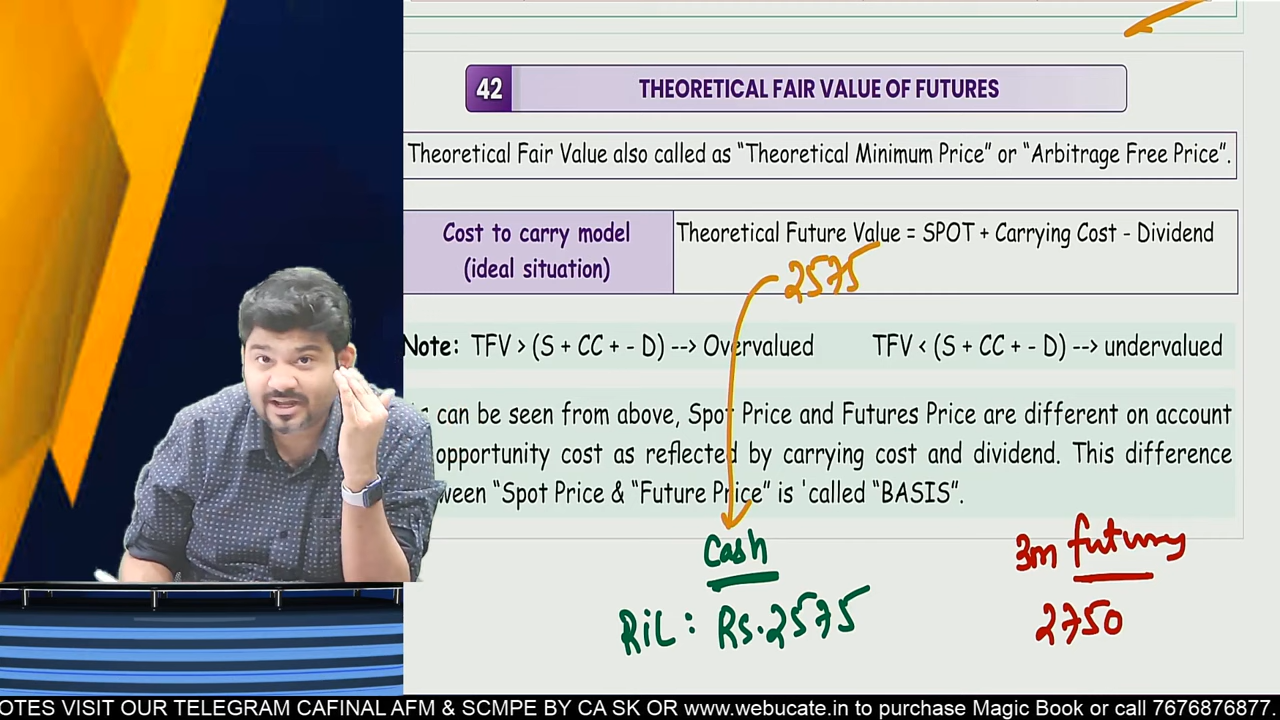 42 THEORETICAL FAIR VALUE OF FUTURES
Theoretical Fair Value also called as “Theoretical Minimum Price” or “Arbitrage Free Price”.
Cost to carry model
(ideal situation)
Theoretical Future Value = SPOT + Carrying Cost - Dividend
2575
Note: TFV > (S + CC + - D) --> Overvalued TFV < (S + CC + - D) --> undervalued
can be seen from above, Spot Price and Futures Price are different on account
opportunity cost as reflected by carrying cost and dividend. This difference
ween “Spot Price & “Future Price” is 'called “BASIS”.
Cash
3m futures
RiL: Rs.2575
2750
OTES VISIT OUR TELEGRAM CAFINAL AFM & SCMPE BY CA SK OR www.webucate.in to purchase Magic Book or call 7676876877.